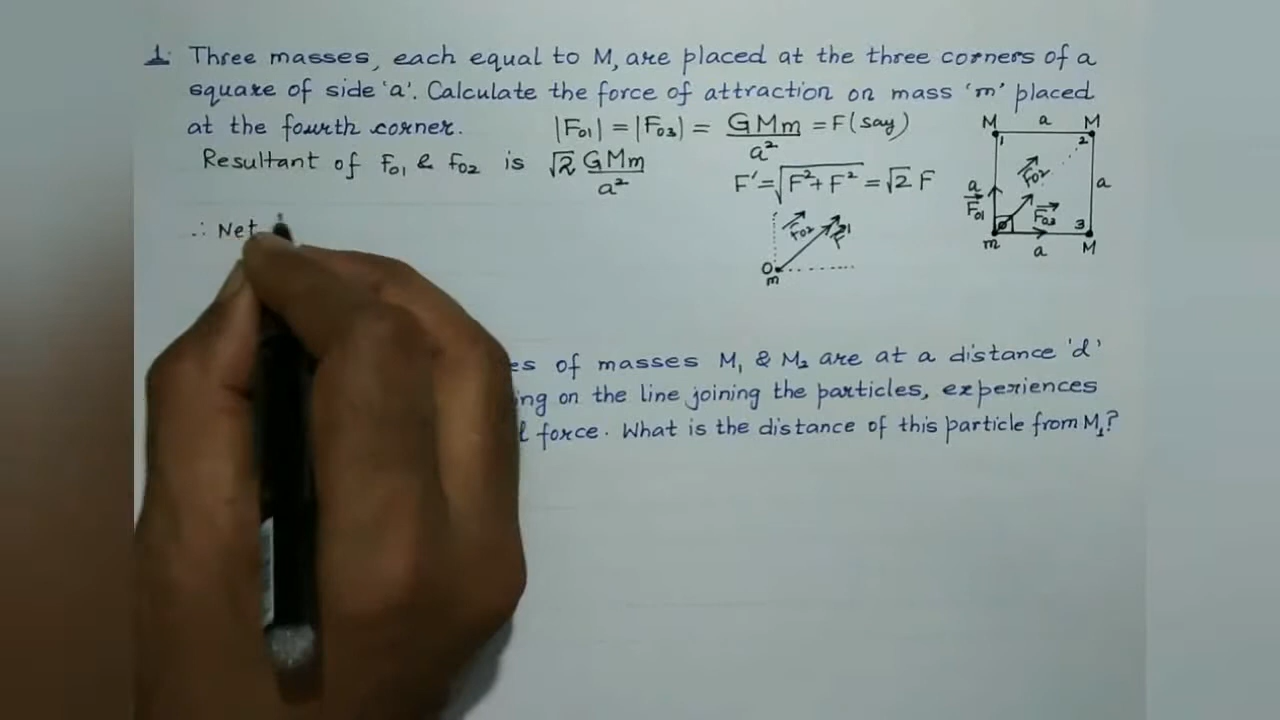 1. Three masses, each equal to M, are placed at the three corners of a
square of side 'a'. Calculate the force of attraction on mass 'm' placed
at the fourth corner.
|F01| = |F03| = GMm/a² = F (say)
Resultant of F01 & F02 is √2 GMm/a²
F' = √(F²+F²) = √2 F
∴ Net
M a M
1 2
a F01 F02 a
F03 3
m a M
F02 F'
O
m
of masses M1 & M2 are at a distance 'd'
on the line joining the particles, experiences
force. What is the distance of this particle from M1?